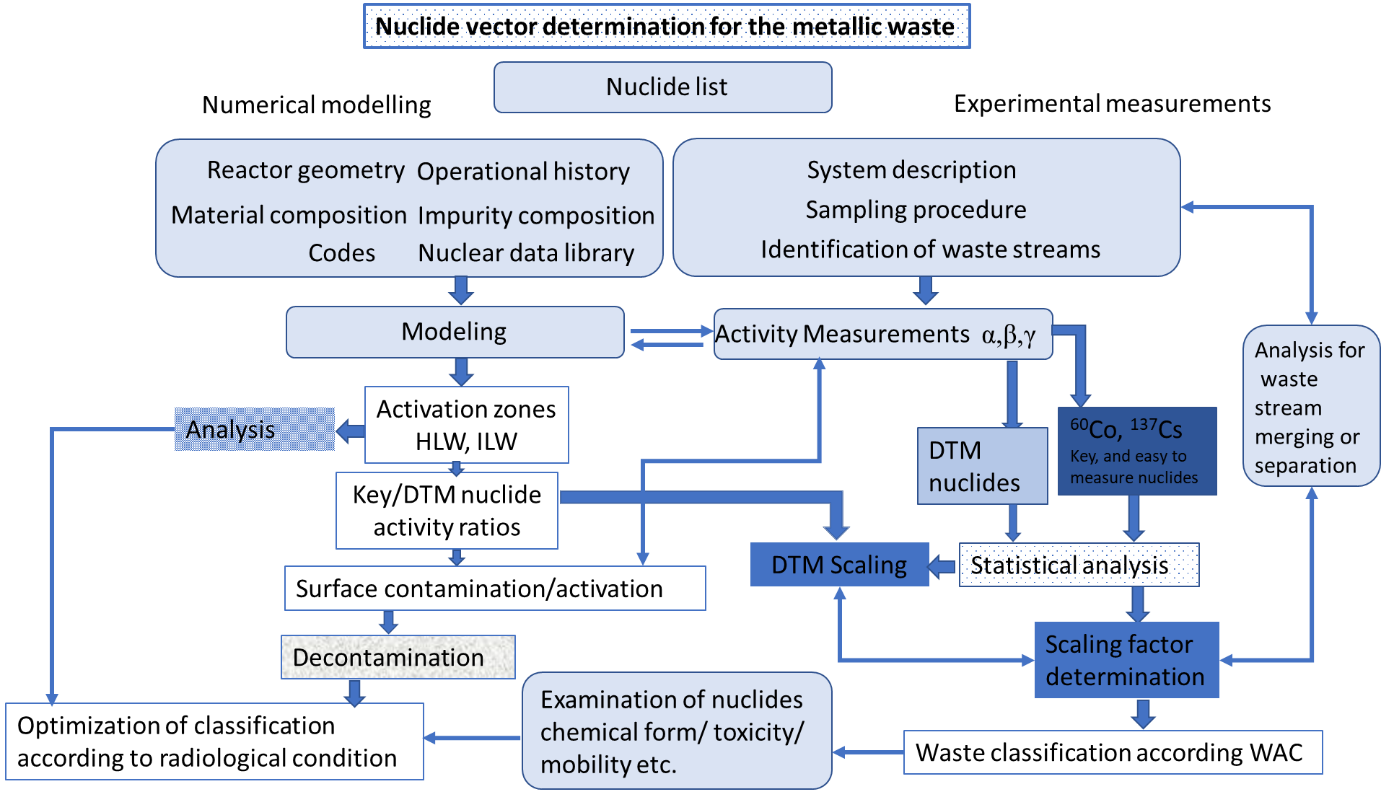 Nuclide vector determination for the metallic waste
Nuclide list
Numerical modelling
Experimental measurements
Reactor geometry Operational history
Material composition Impurity composition
Codes Nuclear data library
System description
Sampling procedure
Identification of waste streams
Modeling
Activity Measurements α,β,γ
Analysis for
waste
stream
merging or
separation
Activation zones
HLW, ILW
Analysis
⁶⁰Co, ¹³⁷Cs
Key, and easy to
measure nuclides
DTM
nuclides
Key/DTM nuclide
activity ratios
DTM Scaling
Statistical analysis
Surface contamination/activation
Decontamination
Scaling factor
determination
Examination of nuclides
chemical form/ toxicity/
mobility etc.
Optimization of classification
according to radiological condition
Waste classification according WAC